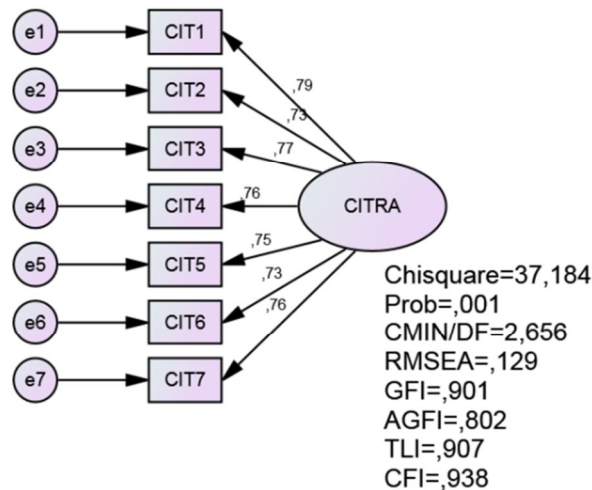 e1 CIT1
,79
e2 CIT2
,73
e3 CIT3
,77
e4 CIT4
,76
CITRA
e5 CIT5
,75
e6 CIT6
,73
e7 CIT7
,76
Chisquare=37,184
Prob=,001
CMIN/DF=2,656
RMSEA=,129
GFI=,901
AGFI=,802
TLI=,907
CFI=,938